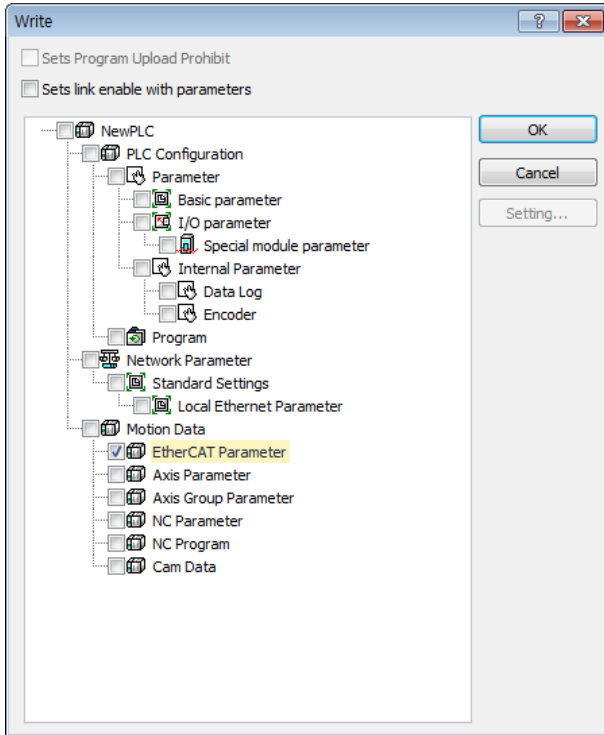 Write
Sets Program Upload Prohibit
Sets link enable with parameters
NewPLC
OK
PLC Configuration
Parameter
Cancel
Basic parameter
I/O parameter
Setting...
Special module parameter
Internal Parameter
Data Log
Encoder
Program
Network Parameter
Standard Settings
Local Ethernet Parameter
Motion Data
EtherCAT Parameter
Axis Parameter
Axis Group Parameter
NC Parameter
NC Program
Cam Data